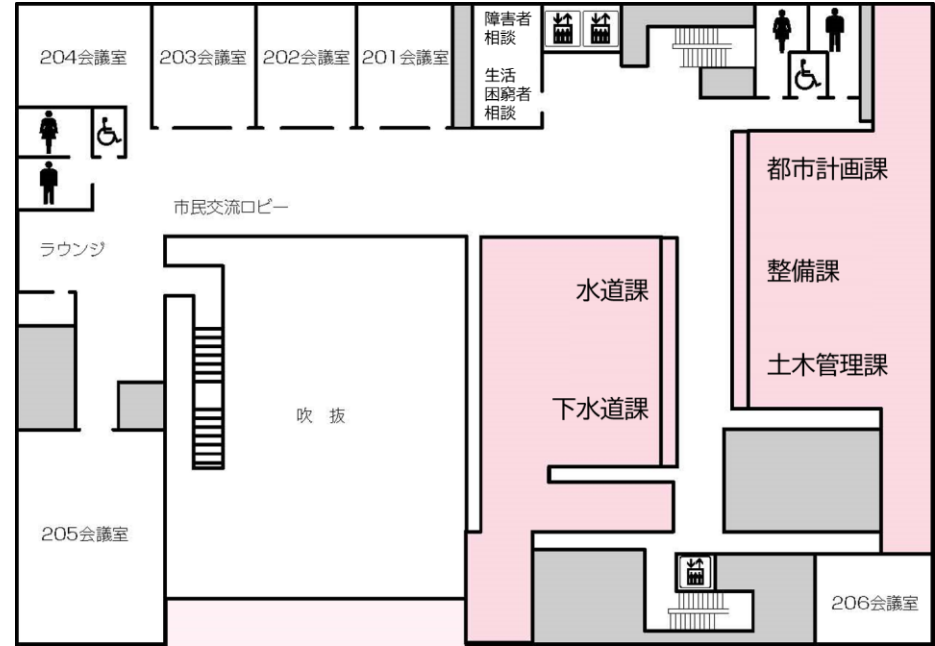 204会議室
203会議室
202会議室
201会議室
障害者
相談
生活
困窮者
相談
都市計画課
市民交流ロビー
ラウンジ
整備課
水道課
土木管理課
下水道課
吹 抜
205会議室
206会議室